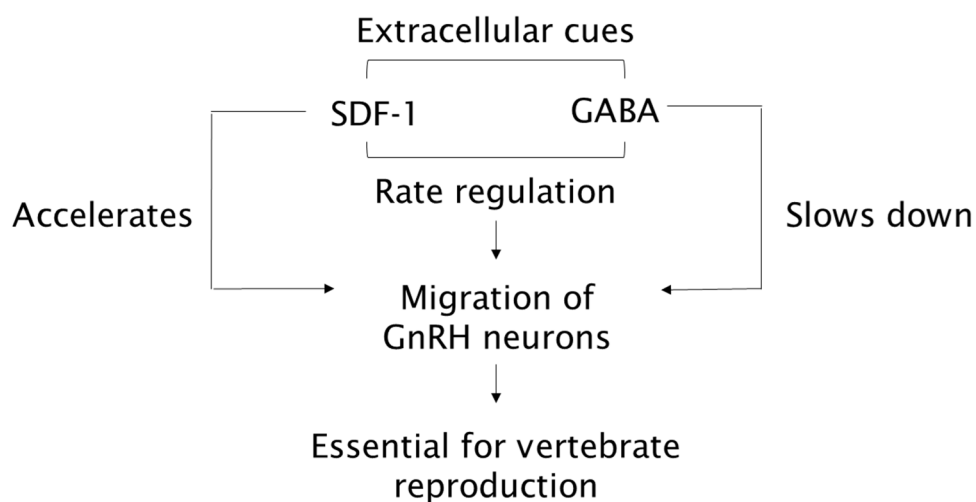 Extracellular cues
SDF-1
GABA
Rate regulation
Accelerates
Slows down
Migration of
GnRH neurons
Essential for vertebrate
reproduction